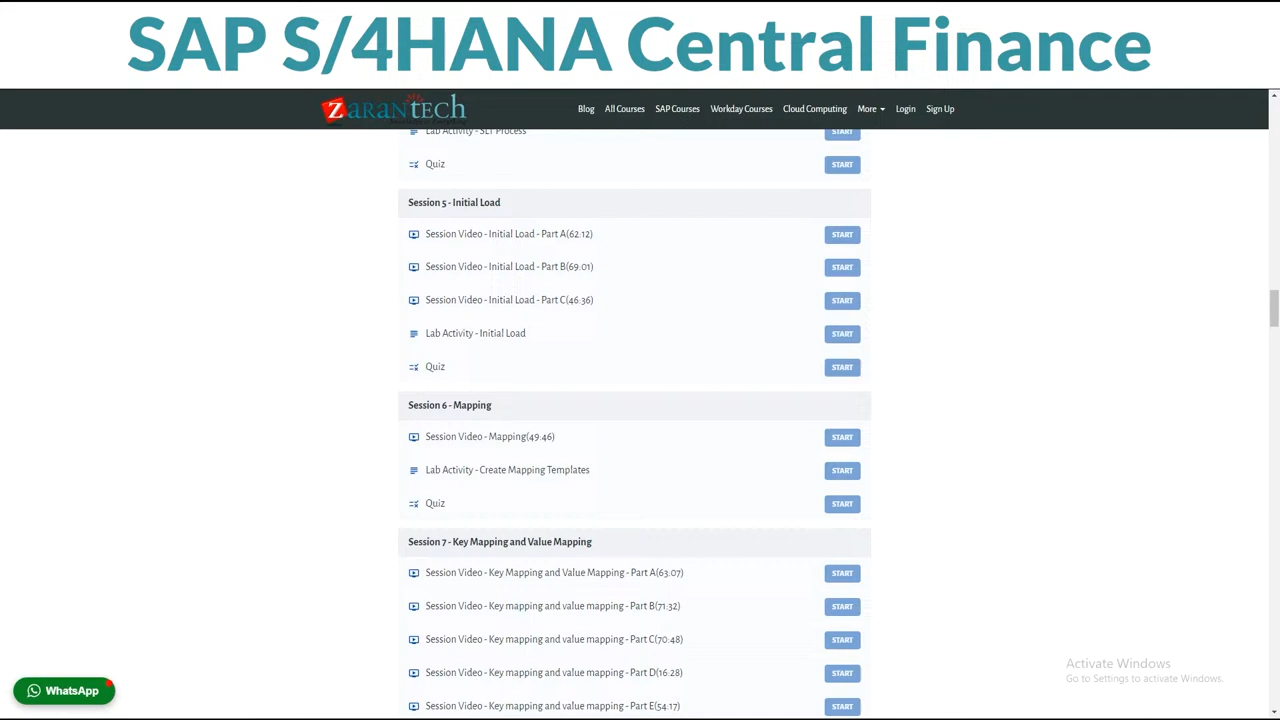 SAP S/4HANA Central Finance
ZARANTECH
Blog All Courses SAP Courses Workday Courses Cloud Computing More Login Sign Up
Lab Activity - SLT Process START
Quiz START
Session 5 - Initial Load
Session Video - Initial Load - Part A(62.12) START
Session Video - Initial Load - Part B(69.01) START
Session Video - Initial Load - Part C(46.36) START
Lab Activity - Initial Load START
Quiz START
Session 6 - Mapping
Session Video - Mapping(49.46) START
Lab Activity - Create Mapping Templates START
Quiz START
Session 7 - Key Mapping and Value Mapping
Session Video - Key Mapping and Value Mapping - Part A(63:07) START
Session Video - Key mapping and value mapping - Part B(71.32) START
Session Video - Key mapping and value mapping - Part C(70:48) START
Session Video - Key mapping and value mapping - Part D(16:28) START
Session Video - Key mapping and value mapping - Part E(54:17) START
WhatsApp
Activate Windows
Go to Settings to activate Windows.